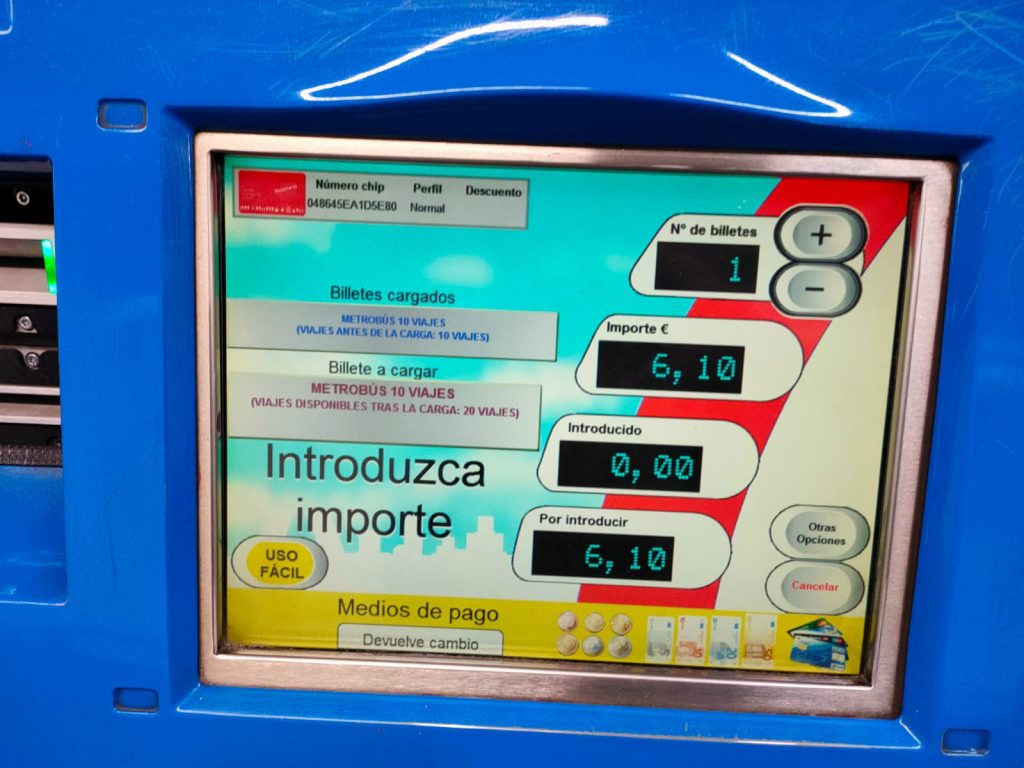 Número chip Perfil Descuento
048645EA1D5E80 Normal
Nº de billetes
1
+
-
Billetes cargados
METROBÚS 10 VIAJES
(VIAJES ANTES DE LA CARGA: 10 VIAJES)
Importe €
6,10
Billete a cargar
METROBÚS 10 VIAJES
(VIAJES DISPONIBLES TRAS LA CARGA: 20 VIAJES)
Introducido
0,00
Introduzca
importe
Por introducir
6,10
Otras
Opciones
USO
FÁCIL
Cancelar
Medios de pago
Devuelve cambio